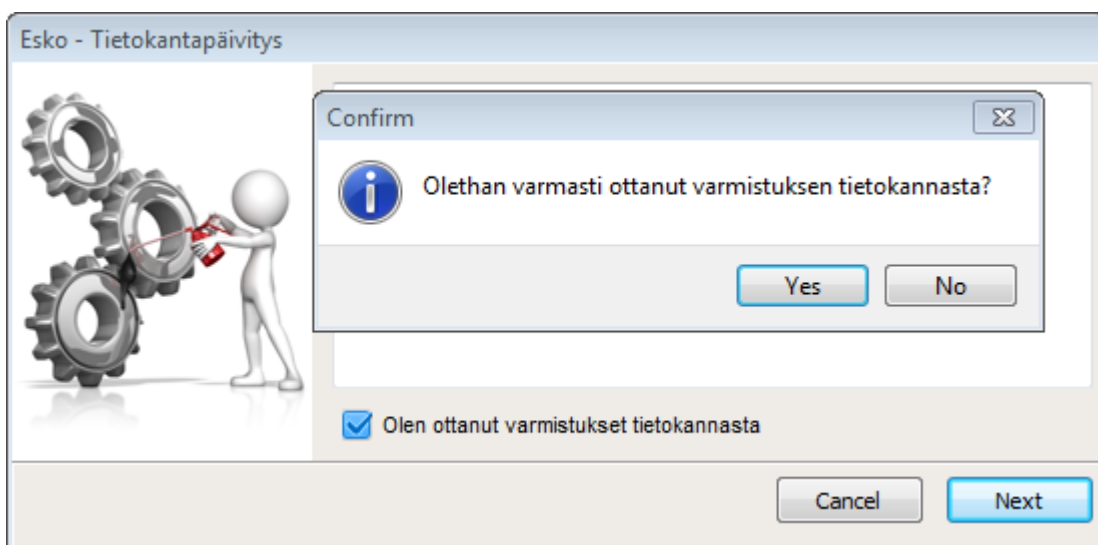 Esko - Tietokantapäivitys
Confirm
Olethan varmasti ottanut varmistuksen tietokannasta?
Yes
No
Olen ottanut varmistukset tietokannasta
Cancel
Next